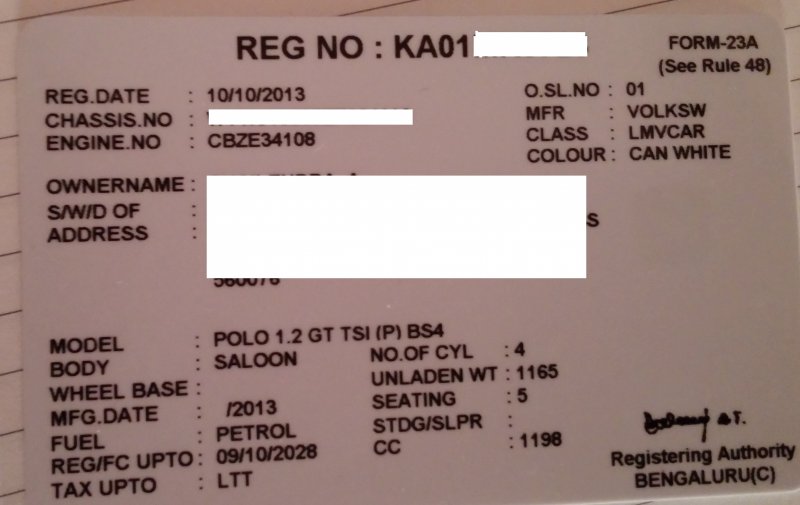 REG NO : KA01
FORM-23A
(See Rule 48)
REG.DATE : 10/10/2013
O.SL.NO : 01
CHASSIS.NO :
MFR : VOLKSW
ENGINE.NO : CBZE34108
CLASS : LMVCAR
COLOUR : CAN WHITE
OWNERNAME :
S/W/D OF :
S
ADDRESS :
560076
MODEL : POLO 1.2 GT TSI (P) BS4
BODY : SALOON
NO.OF CYL : 4
WHEEL BASE :
UNLADEN WT : 1165
MFG.DATE : /2013
SEATING : 5
FUEL : PETROL
STDG/SLPR :
REG/FC UPTO : 09/10/2028
CC : 1198
TAX UPTO : LTT
Registering Authority
BENGALURU(C)